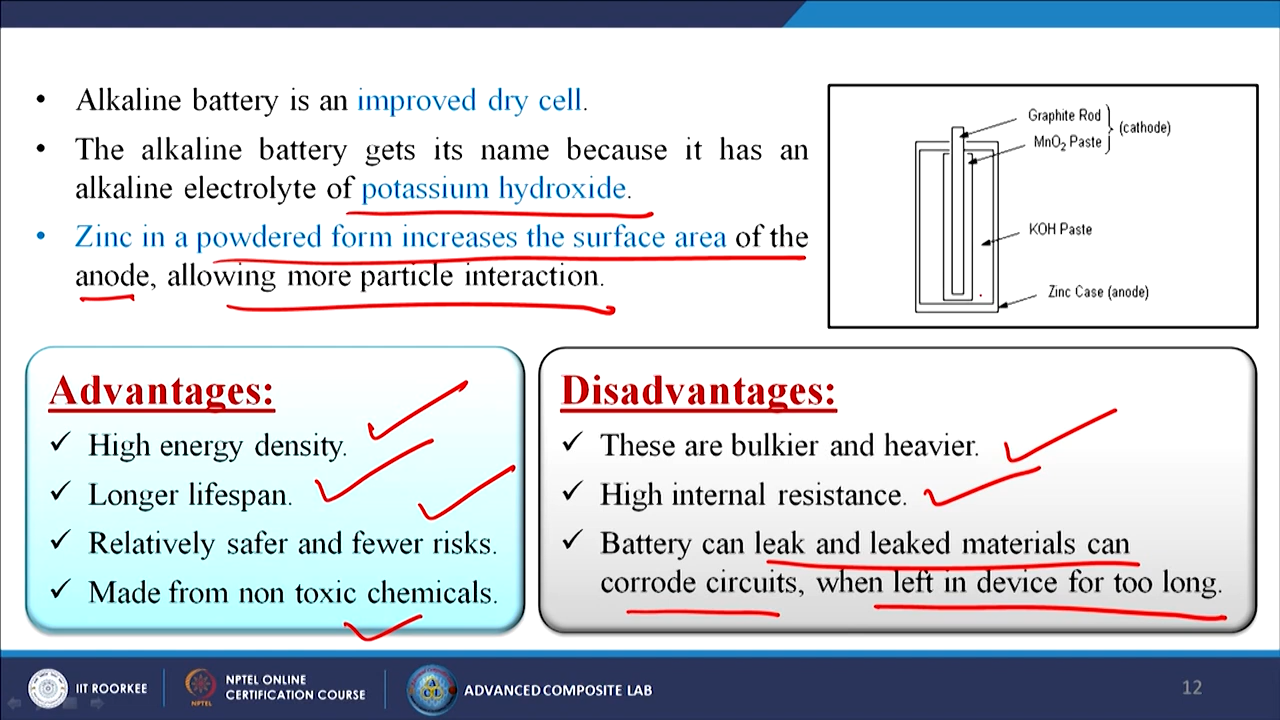 • Alkaline battery is an improved dry cell.
• The alkaline battery gets its name because it has an
alkaline electrolyte of potassium hydroxide.
• Zinc in a powdered form increases the surface area of the
anode, allowing more particle interaction.
Graphite Rod
MnO₂ Paste
(cathode)
KOH Paste
Zinc Case (anode)
Advantages:
✓ High energy density.
✓ Longer lifespan.
✓ Relatively safer and fewer risks.
✓ Made from non toxic chemicals.
Disadvantages:
✓ These are bulkier and heavier.
✓ High internal resistance.
✓ Battery can leak and leaked materials can
corrode circuits, when left in device for too long.
IIT ROORKEE
NPTEL
NPTEL ONLINE
CERTIFICATION COURSE
ACL
ADVANCED COMPOSITE LAB
12